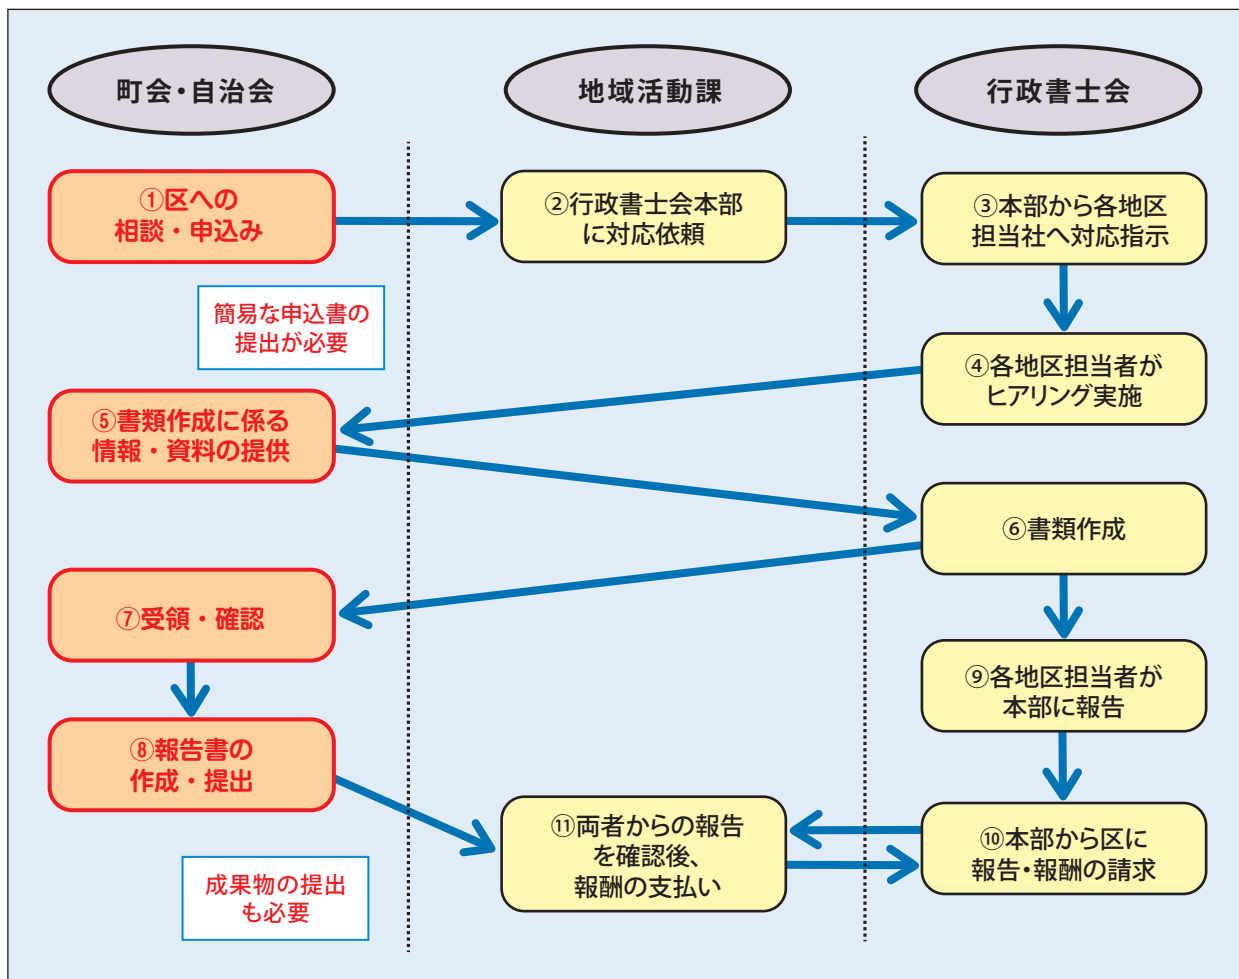 町会・自治会
地域活動課
行政書士会
①区への
相談・申込み
②行政書士会本部
に対応依頼
③本部から各地区
担当社へ対応指示
簡易な申込書の
提出が必要
④各地区担当者が
ヒアリング実施
⑤書類作成に係る
情報・資料の提供
⑥書類作成
⑦受領・確認
⑧報告書の
作成・提出
⑨各地区担当者が
本部に報告
⑩本部から区に
報告・報酬の請求
⑪両者からの報告
を確認後、
報酬の支払い
成果物の提出
も必要